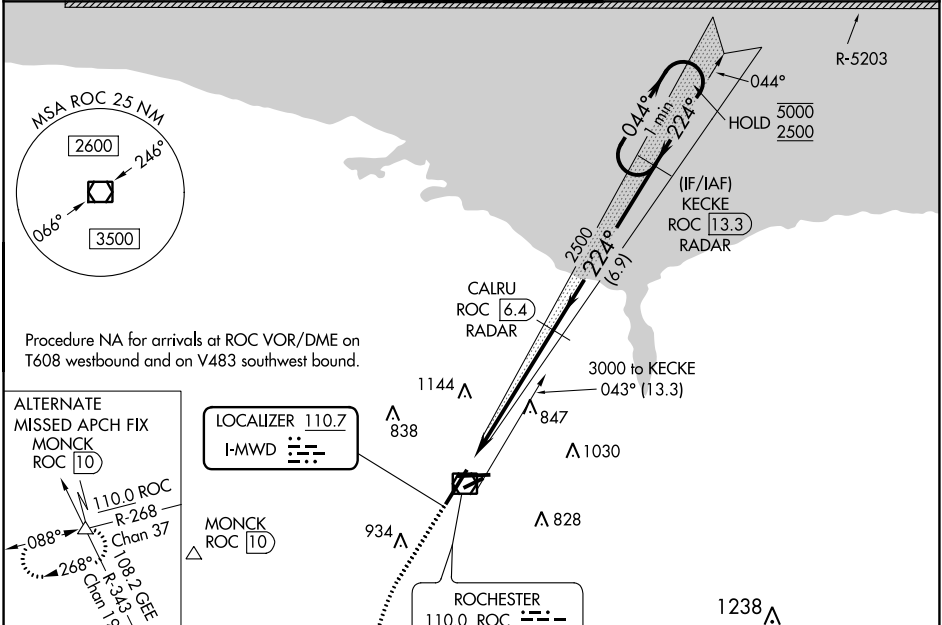 R-5203
MSA ROC 25 NM
2600
246°
066°
3500
044°
1 min
224°
044°
HOLD 5000
2500
(IF/IAF)
KECKE
ROC 13.3
RADAR
2500
224°
(6.9)
CALRU
ROC 6.4
RADAR
Procedure NA for arrivals at ROC VOR/DME on
T608 westbound and on V483 southwest bound.
3000 to KECKE
043° (13.3)
1144
847
838
1030
LOCALIZER 110.7
I-MWD
ALTERNATE
MISSED APCH FIX
MONCK
ROC 10
110.0 ROC
R-268
Chan 37
088°
268°
108.2 GEE
R-343
Chan 19
MONCK
ROC 10
934
828
ROCHESTER
110.0 ROC
1238